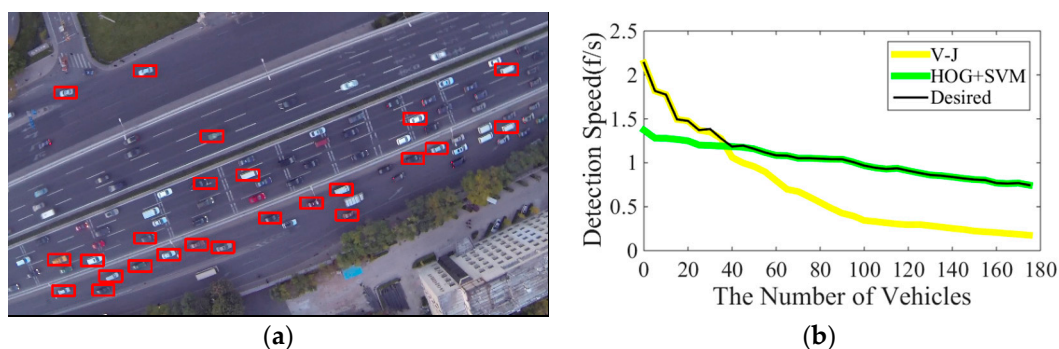 2.5
2
1.5
1
0.5
0
Detection Speed(f/s)
V-J
HOG+SVM
Desired
0 20 40 60 80 100 120 140 160 180
The Number of Vehicles
(a) (b)